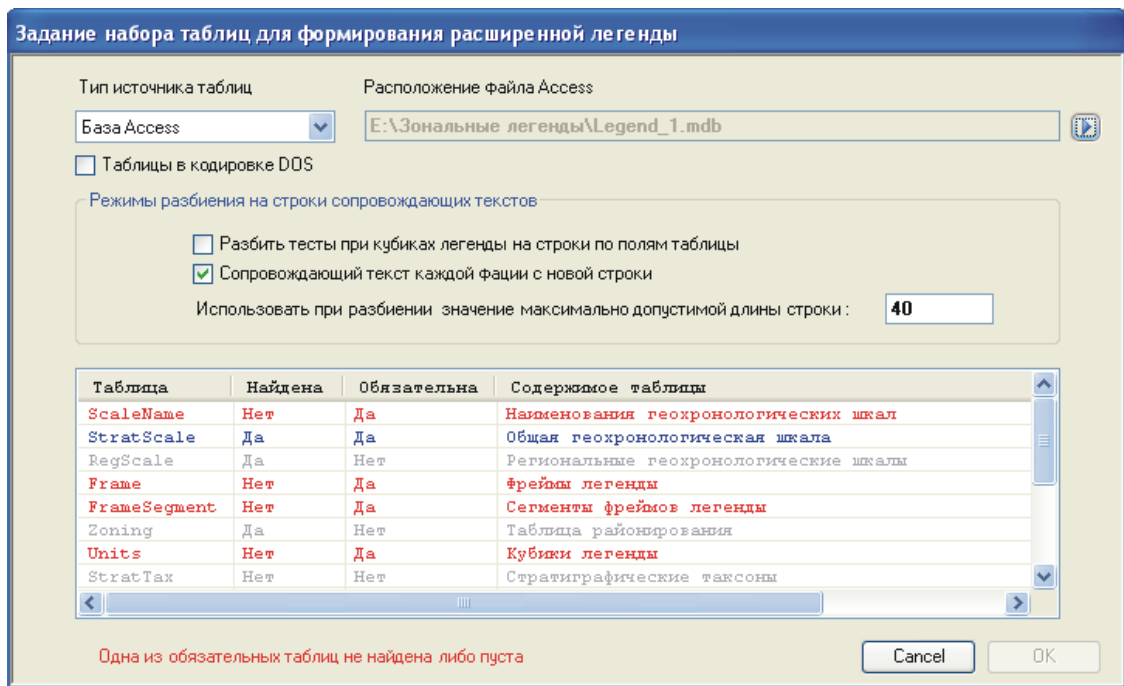 Задание набора таблиц для формирования расширенной легенды
Тип источника таблиц Расположение файла Access
База Access E:\Зональные легенды\Legend_1.mdb
Таблицы в кодировке DOS
Режимы разбиения на строки сопровождающих текстов
Разбить тесты при кубиках легенды на строки по полям таблицы
Сопровождающий текст каждой фации с новой строки
Использовать при разбиении значение максимально допустимой длины строки : 40
Таблица Найдена Обязательна Содержимое таблицы
ScaleName Нет Да Наименования геохронологических шкал
StratScale Да Да Общая геохронологическая шкала
RegScale Да Нет Региональные геохронологические шкалы
Frame Нет Да Фреймы легенды
FrameSegment Нет Да Сегменты фреймов легенды
Zoning Да Нет Таблица районирования
Units Нет Да Кубики легенды
StratTax Нет Нет Стратиграфические таксоны
Одна из обязательных таблиц не найдена либо пуста Cancel OK